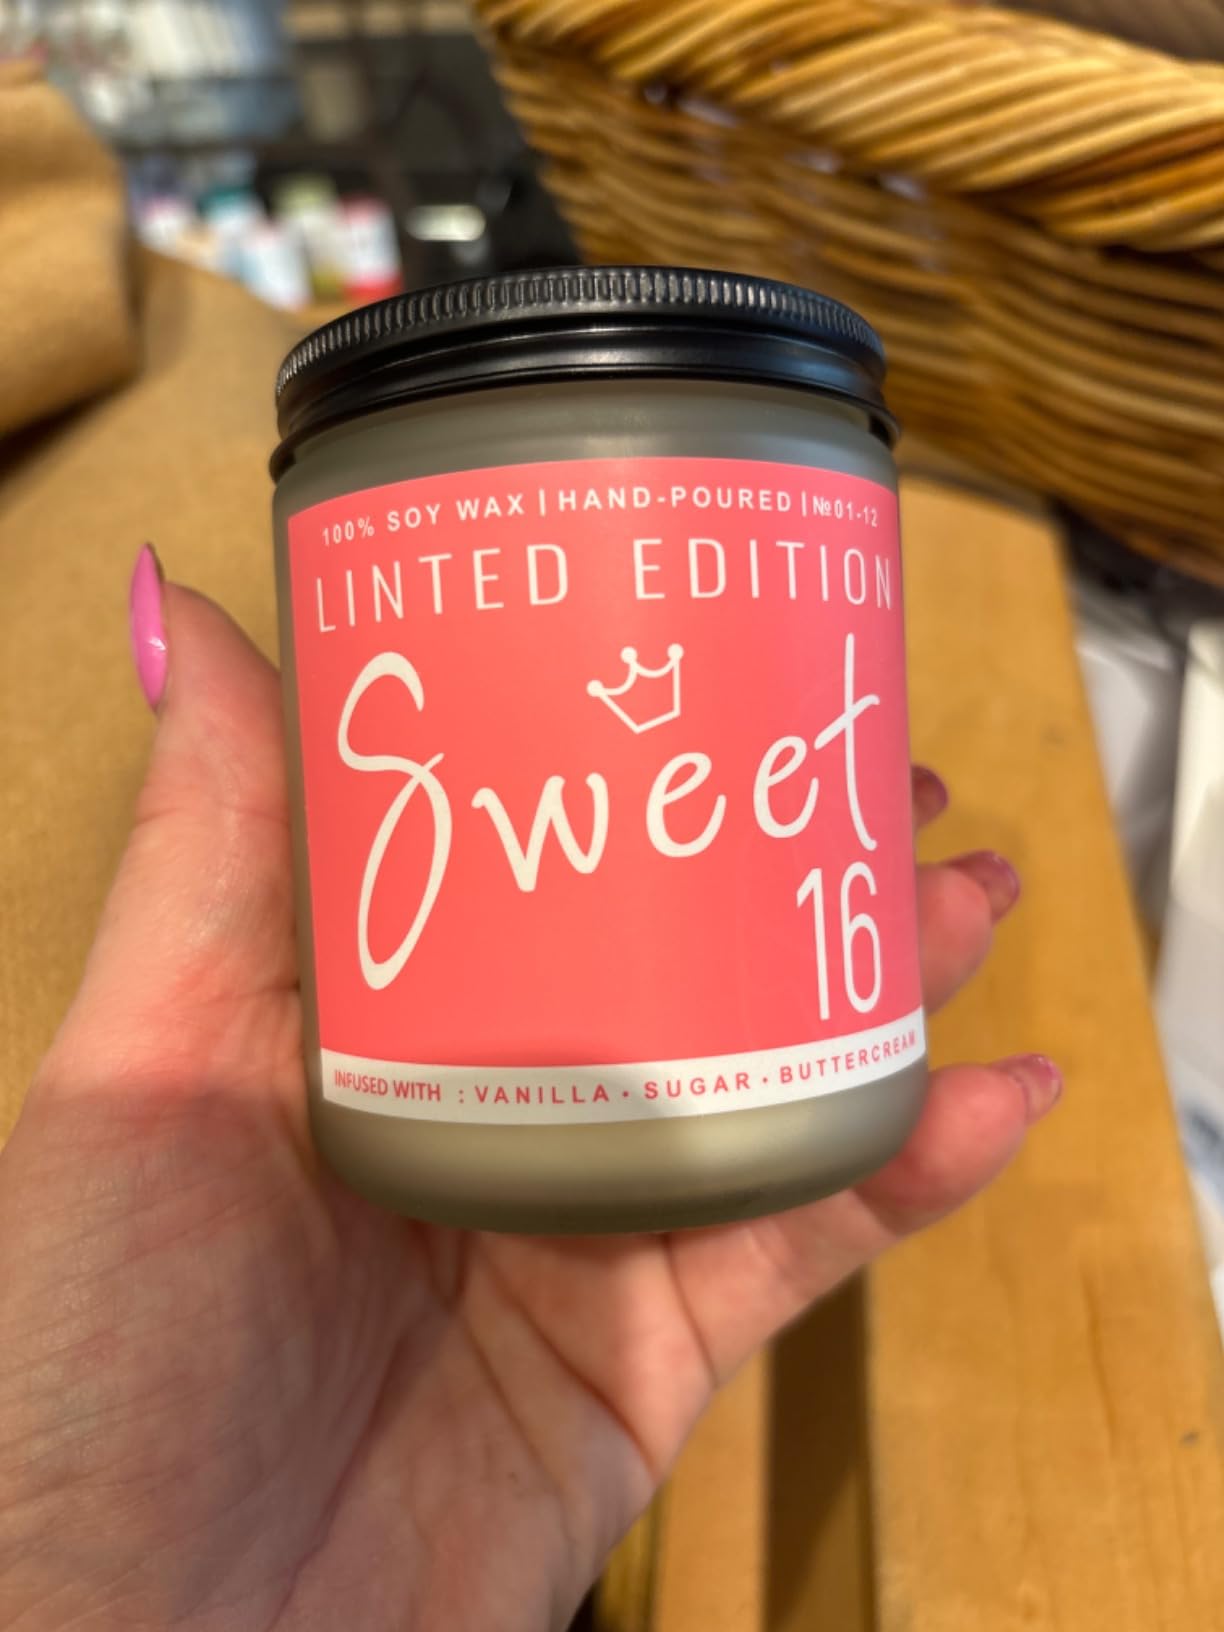 100% SOY WAX | HAND-POURED | №01-12
LINTED EDITION
Sweet
16
INFUSED WITH : VANILLA • SUGAR • BUTTERCREAM